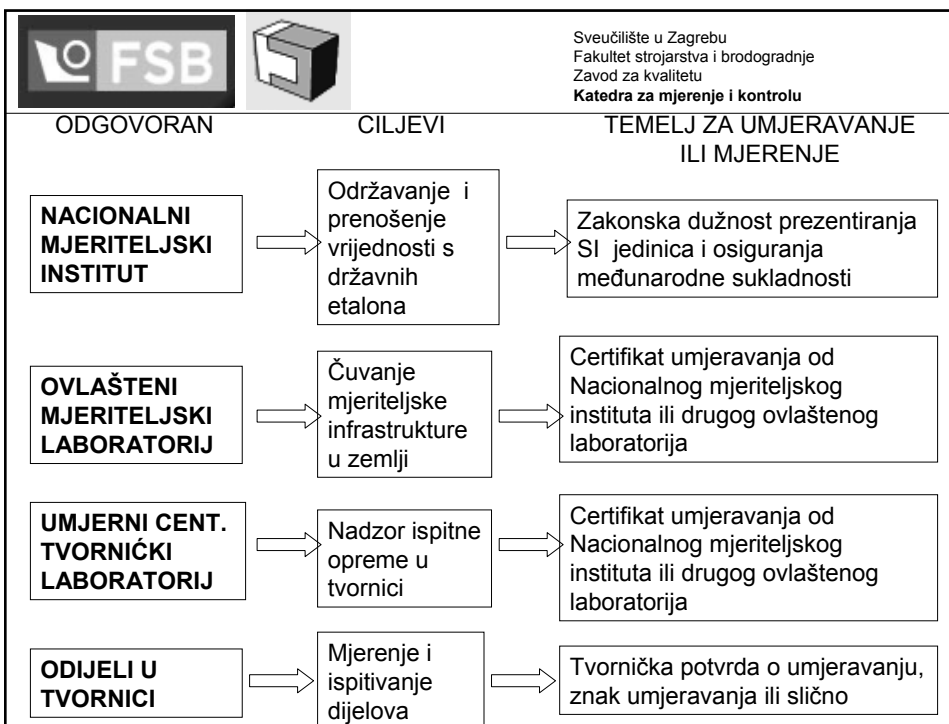 FSB
Sveučilište u Zagrebu
Fakultet strojarstva i brodogradnje
Zavod za kvalitetu
Katedra za mjerenje i kontrolu
ODGOVORAN
CILJEVI
TEMELJ ZA UMJERAVANJE
ILI MJERENJE
NACIONALNI
MJERITELJSKI
INSTITUT
Održavanje i
prenošenje
vrijednosti s
državnih
etalona
Zakonska dužnost prezentiranja
SI jedinica i osiguranja
međunarodne sukladnosti
OVLAŠTENI
MJERITELJSKI
LABORATORIJ
Čuvanje
mjeriteljske
infrastrukture
u zemlji
Certifikat umjeravanja od
Nacionalnog mjeriteljskog
instituta ili drugog ovlaštenog
laboratorija
UMJERNI CENT.
TVORNIĆKI
LABORATORIJ
Nadzor ispitne
opreme u
tvornici
Certifikat umjeravanja od
Nacionalnog mjeriteljskog
instituta ili drugog ovlaštenog
laboratorija
ODIJELI U
TVORNICI
Mjerenje i
ispitivanje
dijelova
Tvornička potvrda o umjeravanju,
znak umjeravanja ili slično